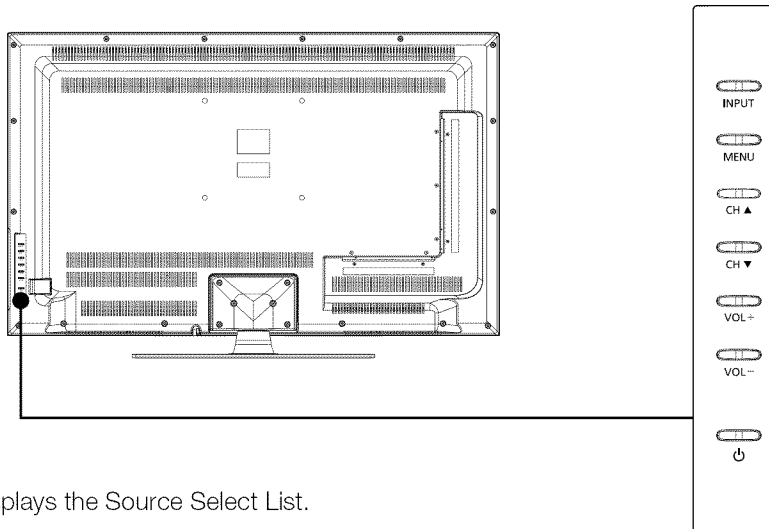 INPUT
MENU
CH ▲
CH ▼
VOL+
VOL-
plays the Source Select List.